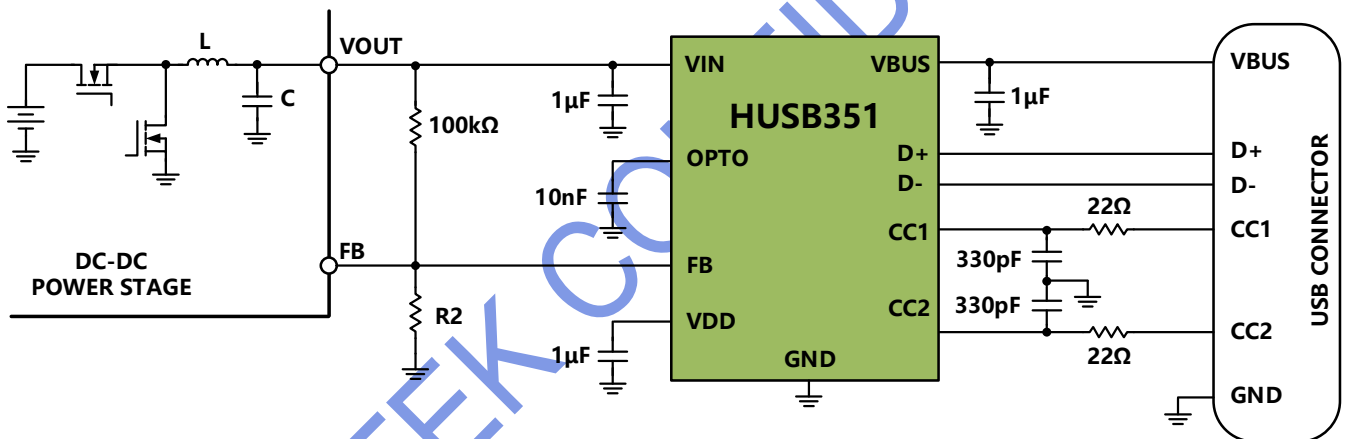 L
VOUT
C
100kΩ
1µF
VIN
VBUS
HUSB351
1µF
VBUS
OPTO
10nF
D+
D-
D+
D-
22Ω
CC1
CC1
330pF
FB
FB
DC-DC
POWER STAGE
330pF
R2
VDD
CC2
CC2
22Ω
1µF
GND
GND
USB CONNECTOR